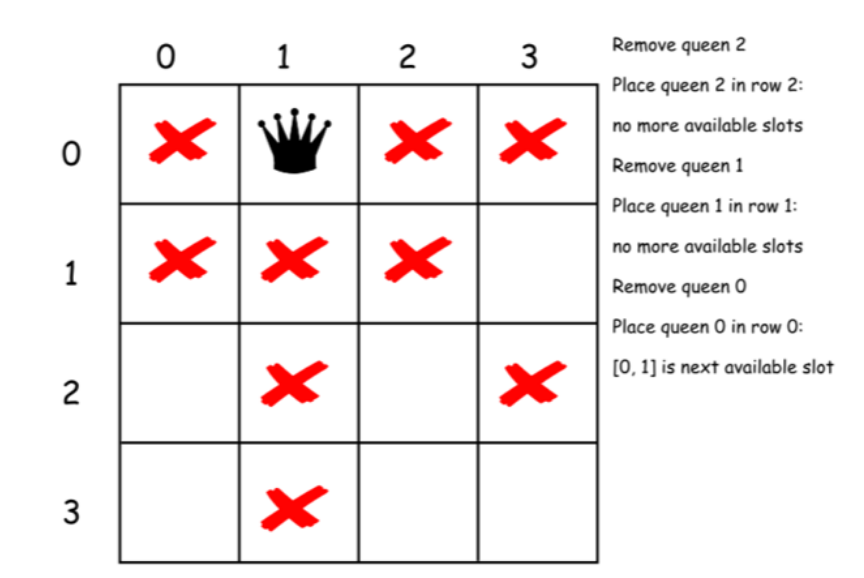 0 1 2 3
0
1
2
3
Remove queen 2
Place queen 2 in row 2:
no more available slots
Remove queen 1
Place queen 1 in row 1:
no more available slots
Remove queen 0
Place queen 0 in row 0:
[0, 1] is next available slot